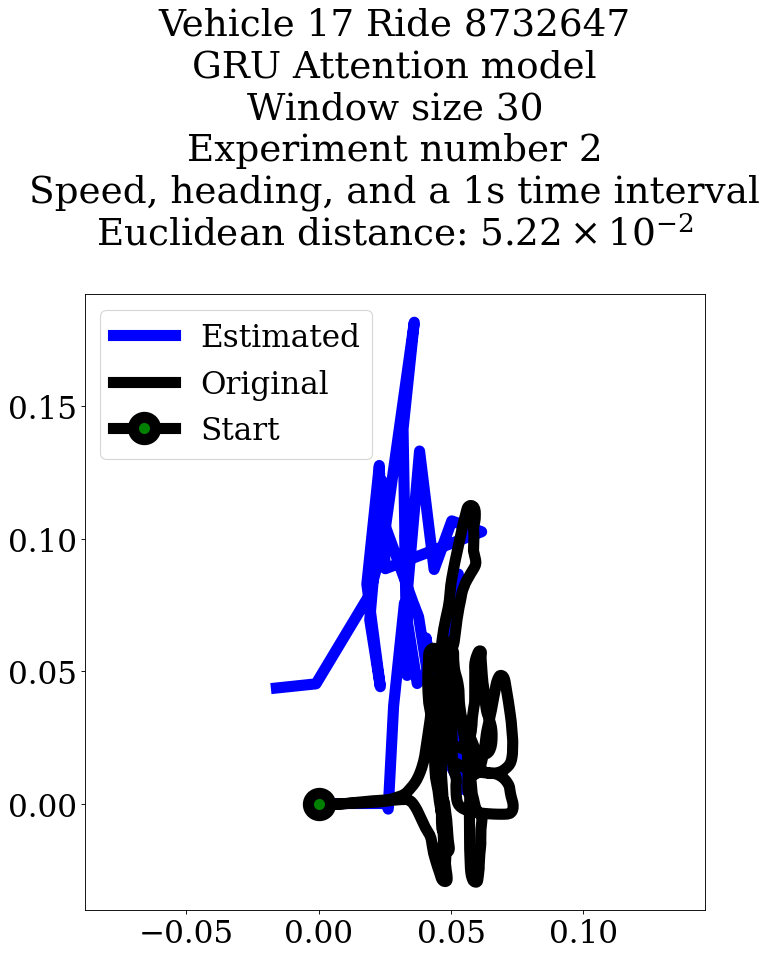 Vehicle 17 Ride 8732647
GRU Attention model
Window size 30
Experiment number 2
Speed, heading, and a 1s time interval
Euclidean distance: 5.22 × 10⁻²
Estimated
Original
Start
0.15
0.10
0.05
0.00
−0.05 0.00 0.05 0.10